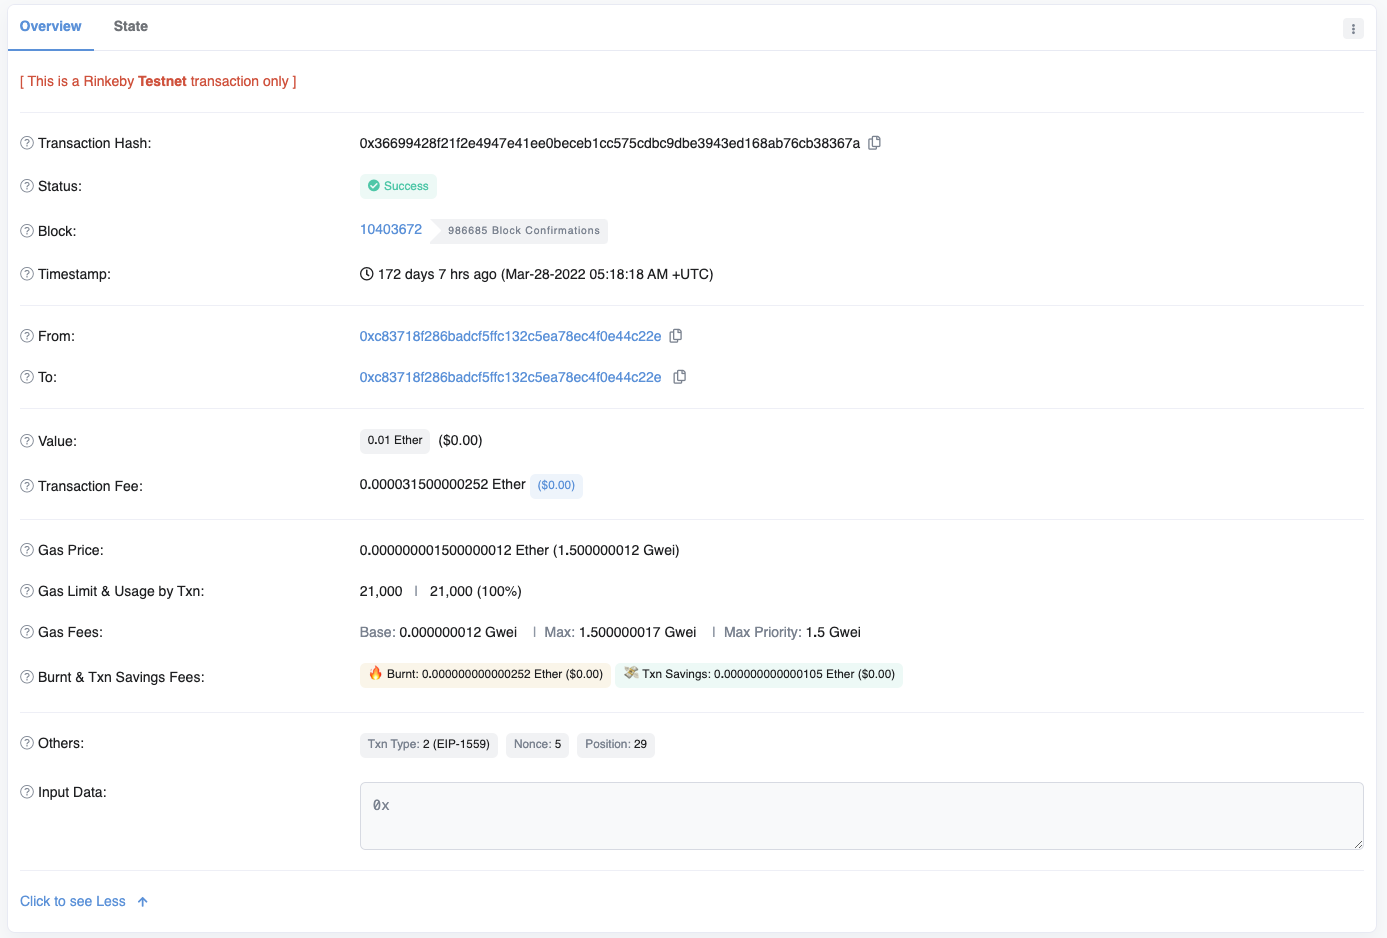 Overview State
[ This is a Rinkeby Testnet transaction only ]
Transaction Hash: 0x36699428f21f2e4947e41ee0beceb1cc575cdbc9dbe3943ed168ab76cb38367a
Status: Success
Block: 10403672 986685 Block Confirmations
Timestamp: 172 days 7 hrs ago (Mar-28-2022 05:18:18 AM +UTC)
From: 0xc83718f286badcf5ffc132c5ea78ec4f0e44c22e
To: 0xc83718f286badcf5ffc132c5ea78ec4f0e44c22e
Value: 0.01 Ether ($0.00)
Transaction Fee: 0.000031500000252 Ether ($0.00)
Gas Price: 0.000000001500000012 Ether (1.500000012 Gwei)
Gas Limit & Usage by Txn: 21,000 | 21,000 (100%)
Gas Fees: Base: 0.000000012 Gwei | Max: 1.500000017 Gwei | Max Priority: 1.5 Gwei
Burnt & Txn Savings Fees: 🔥 Burnt: 0.000000000000252 Ether ($0.00) 💸 Txn Savings: 0.000000000000105 Ether ($0.00)
Others: Txn Type: 2 (EIP-1559) Nonce: 5 Position: 29
Input Data: 0x
Click to see Less ↑